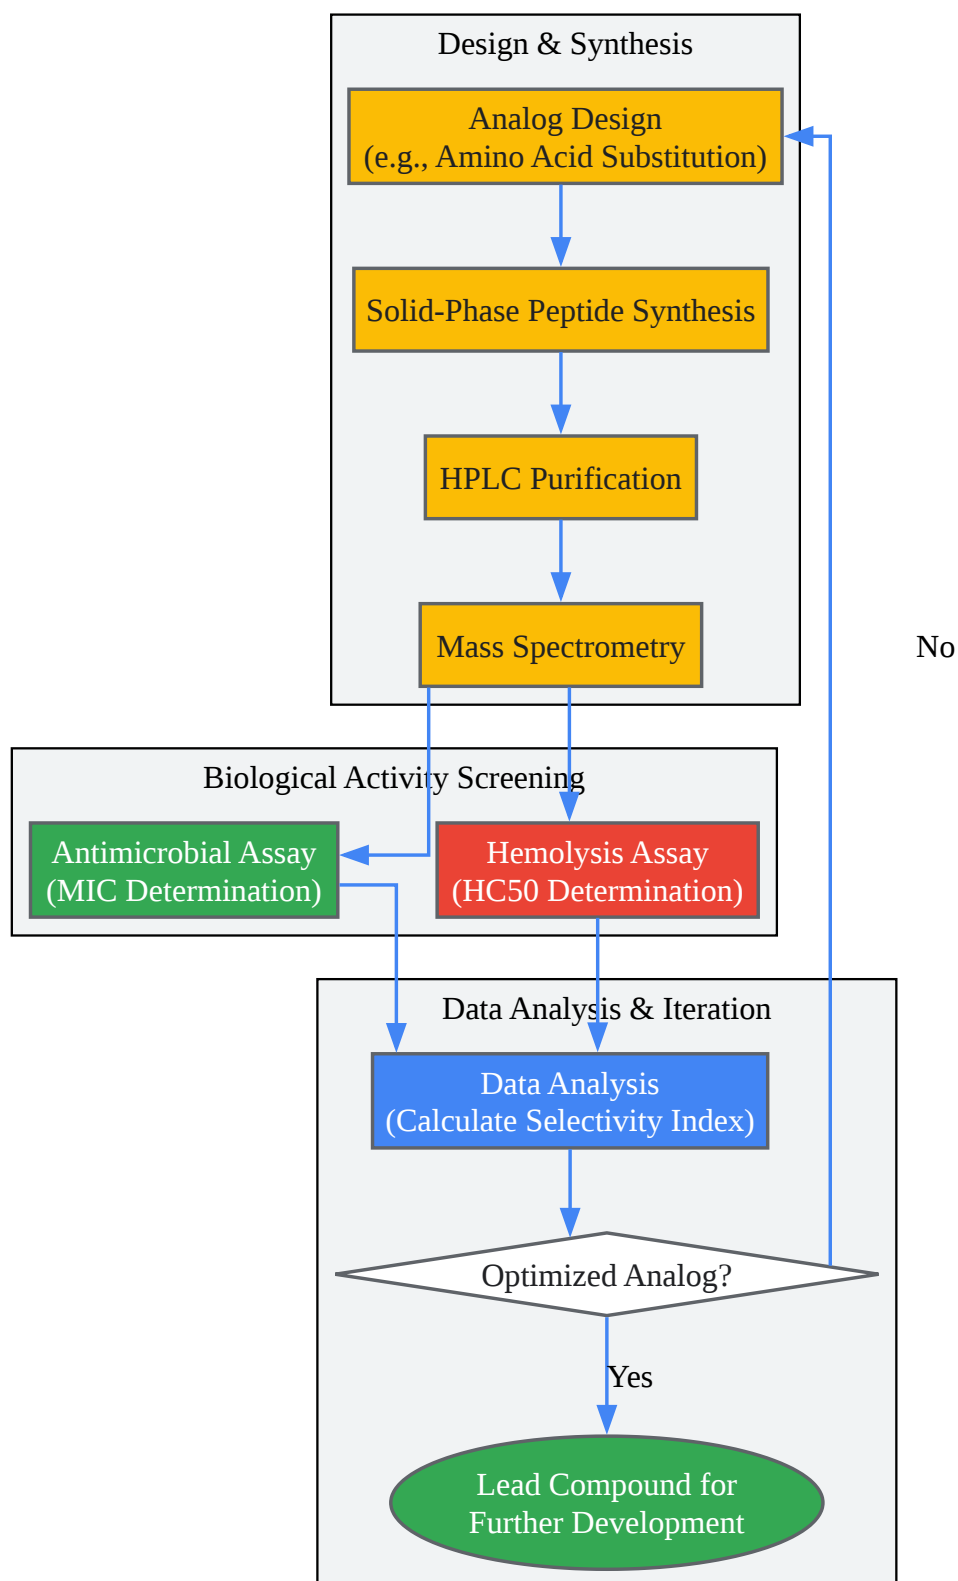 Design & Synthesis
Analog Design
(e.g., Amino Acid Substitution)
Solid-Phase Peptide Synthesis
HPLC Purification
Mass Spectrometry
No
Biological Activity Screening
Antimicrobial Assay
(MIC Determination)
Hemolysis Assay
(HC50 Determination)
Data Analysis & Iteration
Data Analysis
(Calculate Selectivity Index)
Optimized Analog?
Yes
Lead Compound for
Further Development